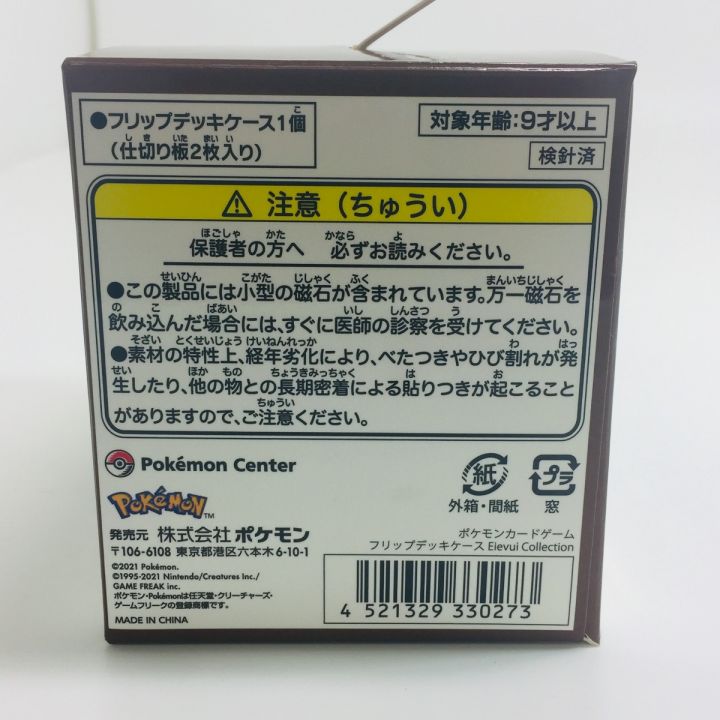 ●フリップデッキケース1個
（仕切り板2枚入り）
対象年齢：9才以上
検針済
⚠ 注意（ちゅうい）
保護者の方へ 必ずお読みください。
●この製品には小型の磁石が含まれています。万一磁石を
飲み込んだ場合には、すぐに医師の診察を受けてください。
●素材の特性上、経年劣化により、べたつきやひび割れが発
生したり、他の物との長期密着による貼りつきが起こること
がありますので、ご注意ください。
Pokémon Center
POKéMON™
発売元 株式会社ポケモン
〒106-6108 東京都港区六本木6-10-1
©2021 Pokémon.
©1995-2021 Nintendo/Creatures Inc./
GAME FREAK inc.
ポケモン・Pokémonは任天堂・クリーチャーズ・
ゲームフリークの登録商標です。
MADE IN CHINA
紙
外箱・間紙
プラ
窓
ポケモンカードゲーム
フリップデッキケース Eievui Collection
4 521329 330273